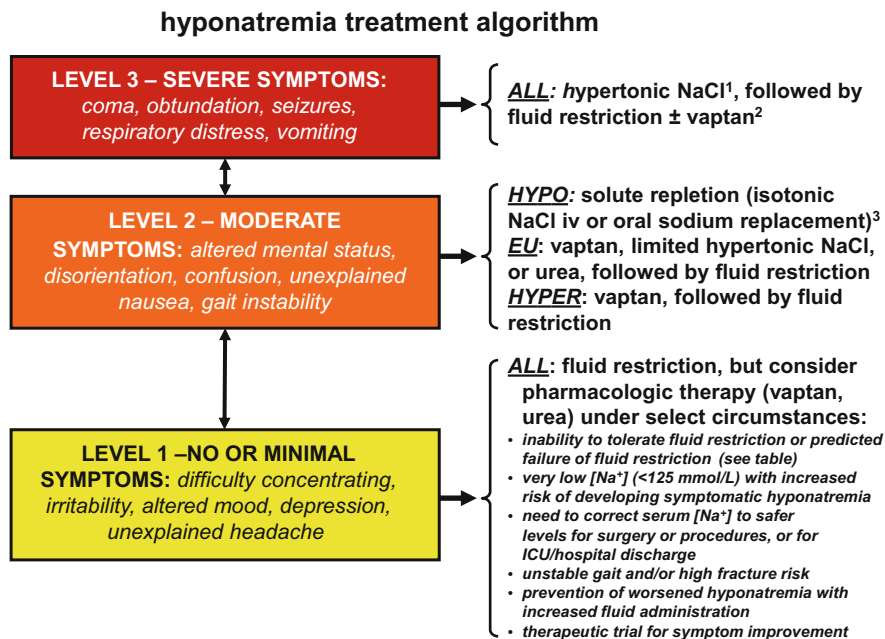 hyponatremia treatment algorithm
LEVEL 3 – SEVERE SYMPTOMS:
coma, obtundation, seizures,
respiratory distress, vomiting
ALL: hypertonic NaCl¹, followed by
fluid restriction ± vaptan²
LEVEL 2 – MODERATE
SYMPTOMS: altered mental status,
disorientation, confusion, unexplained
nausea, gait instability
HYPO: solute repletion (isotonic
NaCl iv or oral sodium replacement)³
EU: vaptan, limited hypertonic NaCl,
or urea, followed by fluid restriction
HYPER: vaptan, followed by fluid
restriction
LEVEL 1 –NO OR MINIMAL
SYMPTOMS: difficulty concentrating,
irritability, altered mood, depression,
unexplained headache
ALL: fluid restriction, but consider
pharmacologic therapy (vaptan,
urea) under select circumstances:
• inability to tolerate fluid restriction or predicted
failure of fluid restriction (see table)
• very low [Na⁺] (<125 mmol/L) with increased
risk of developing symptomatic hyponatremia
• need to correct serum [Na⁺] to safer
levels for surgery or procedures, or for
ICU/hospital discharge
• unstable gait and/or high fracture risk
• prevention of worsened hyponatremia with
increased fluid administration
• therapeutic trial for symptom improvement